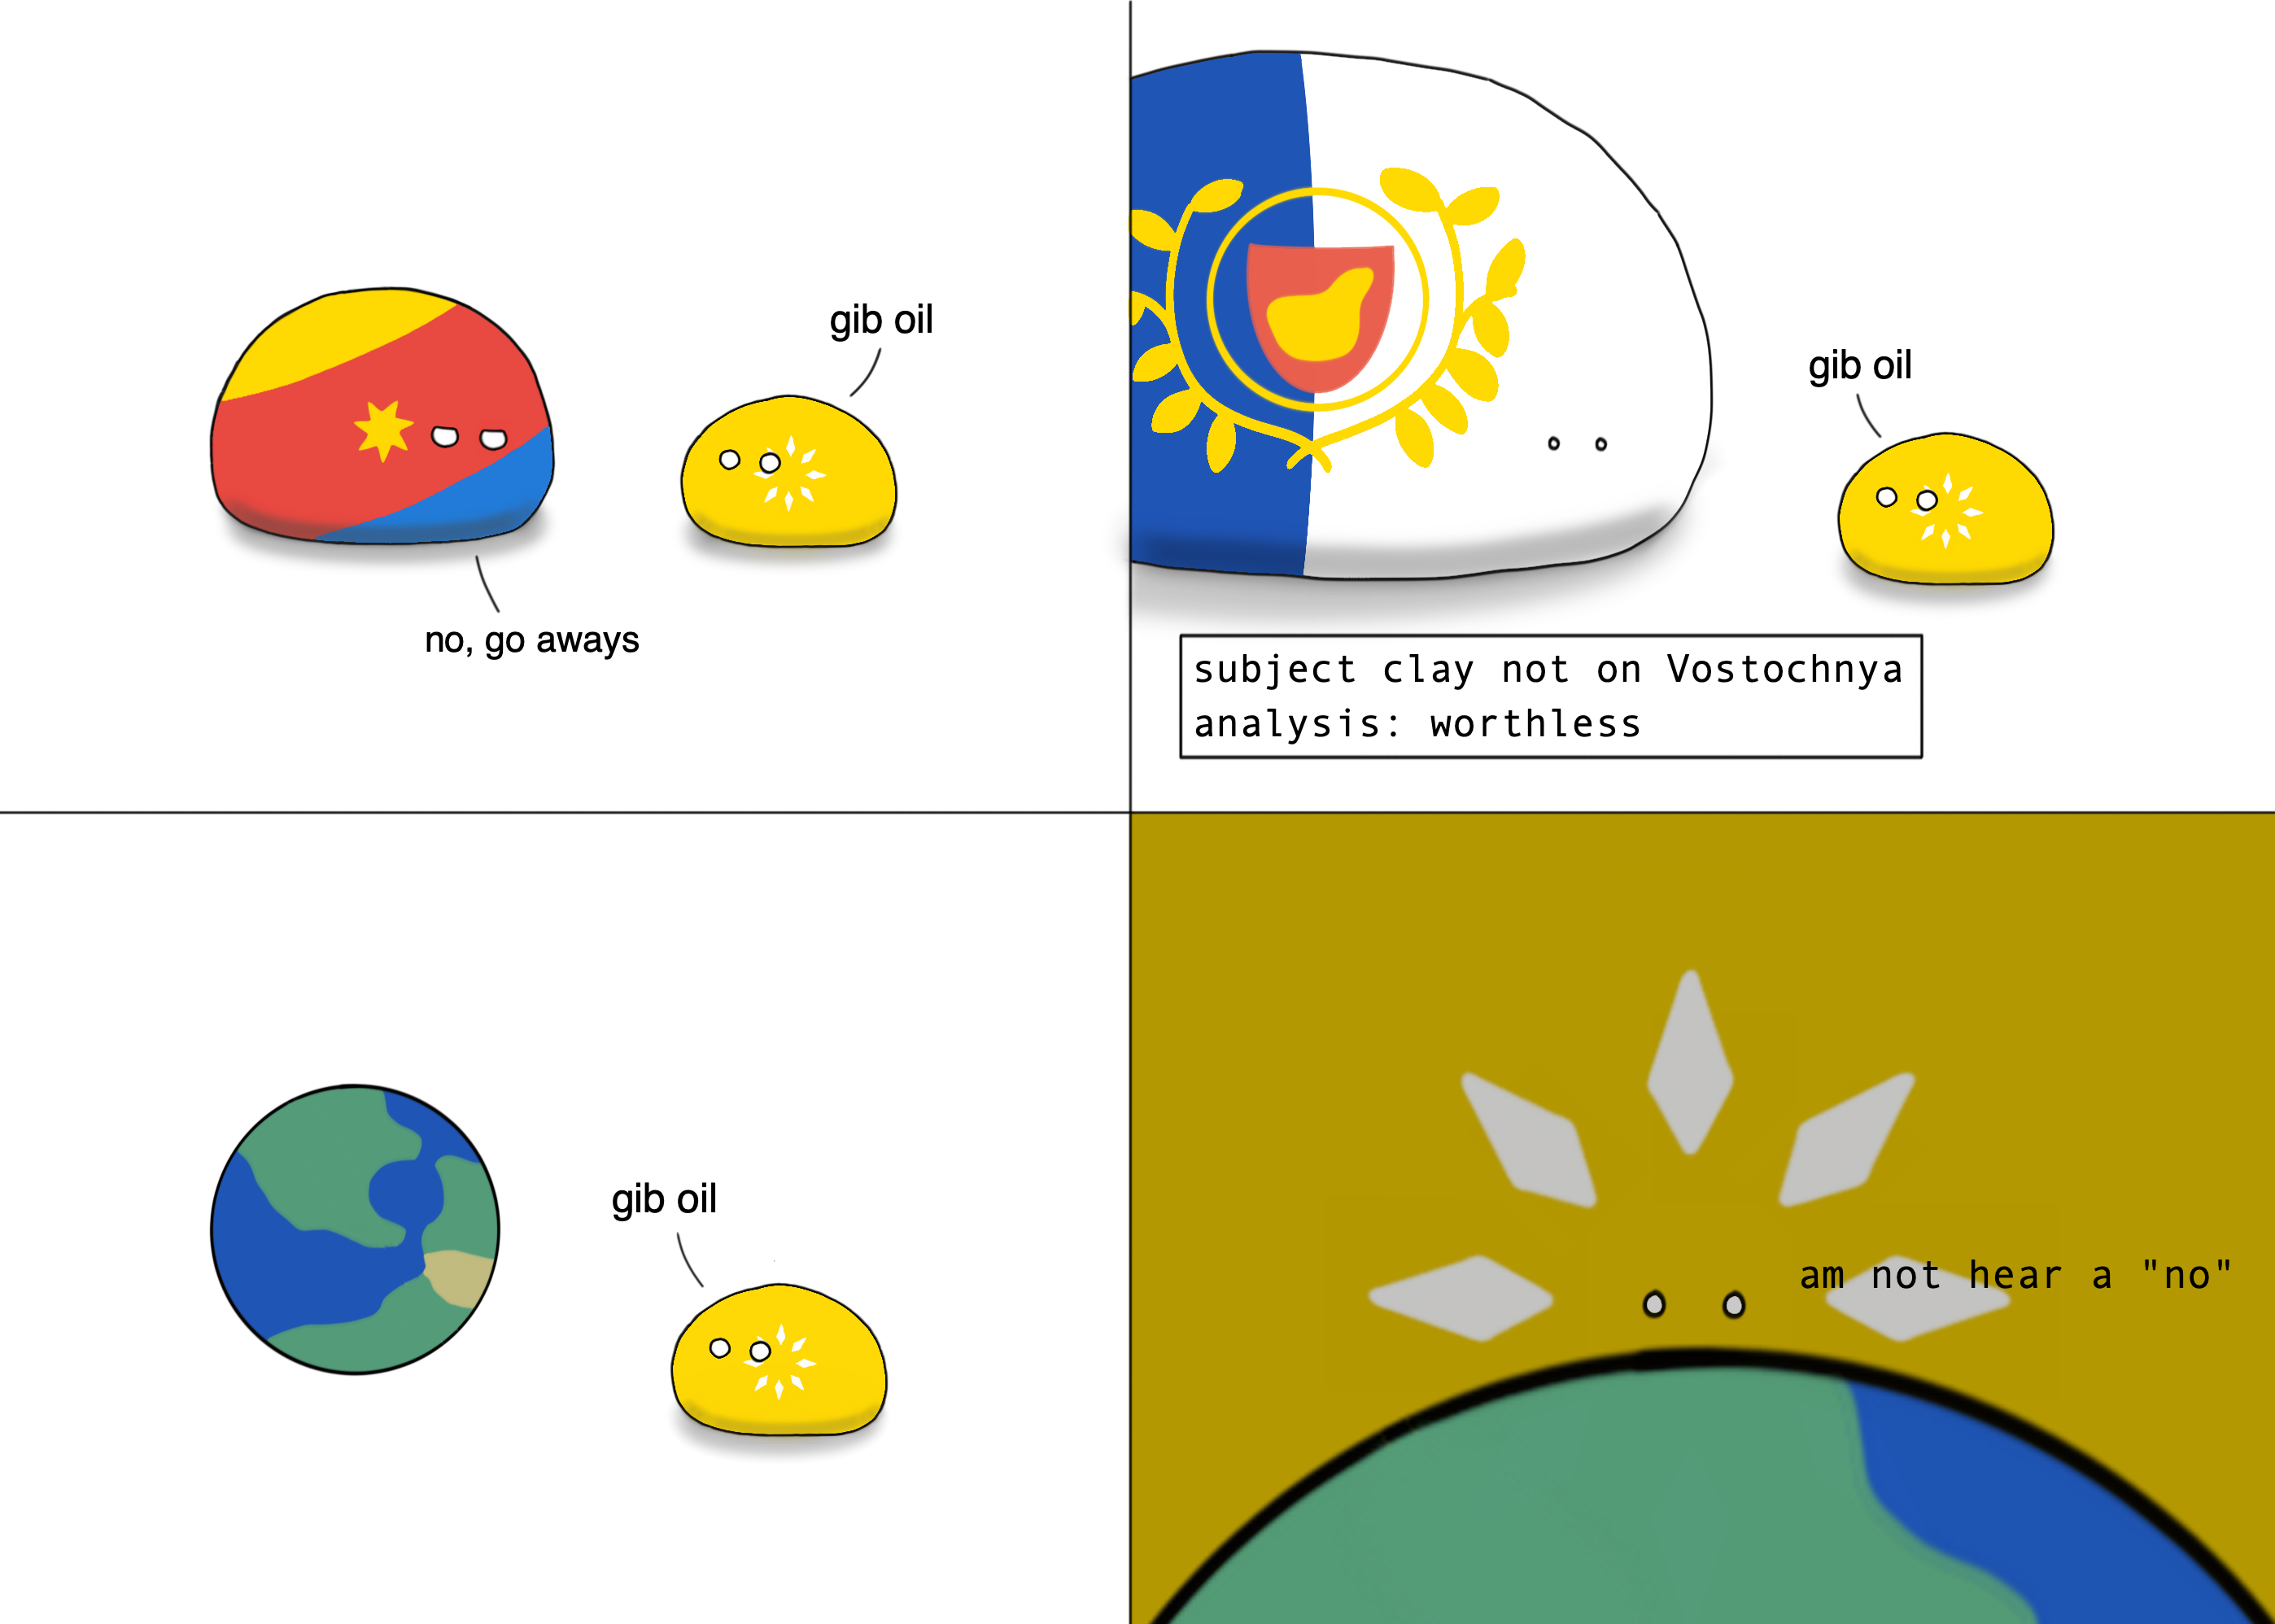 gib oil
no, go aways
gib oil
subject clay not on Vostochnya
analysis: worthless
gib oil
am not hear a "no"